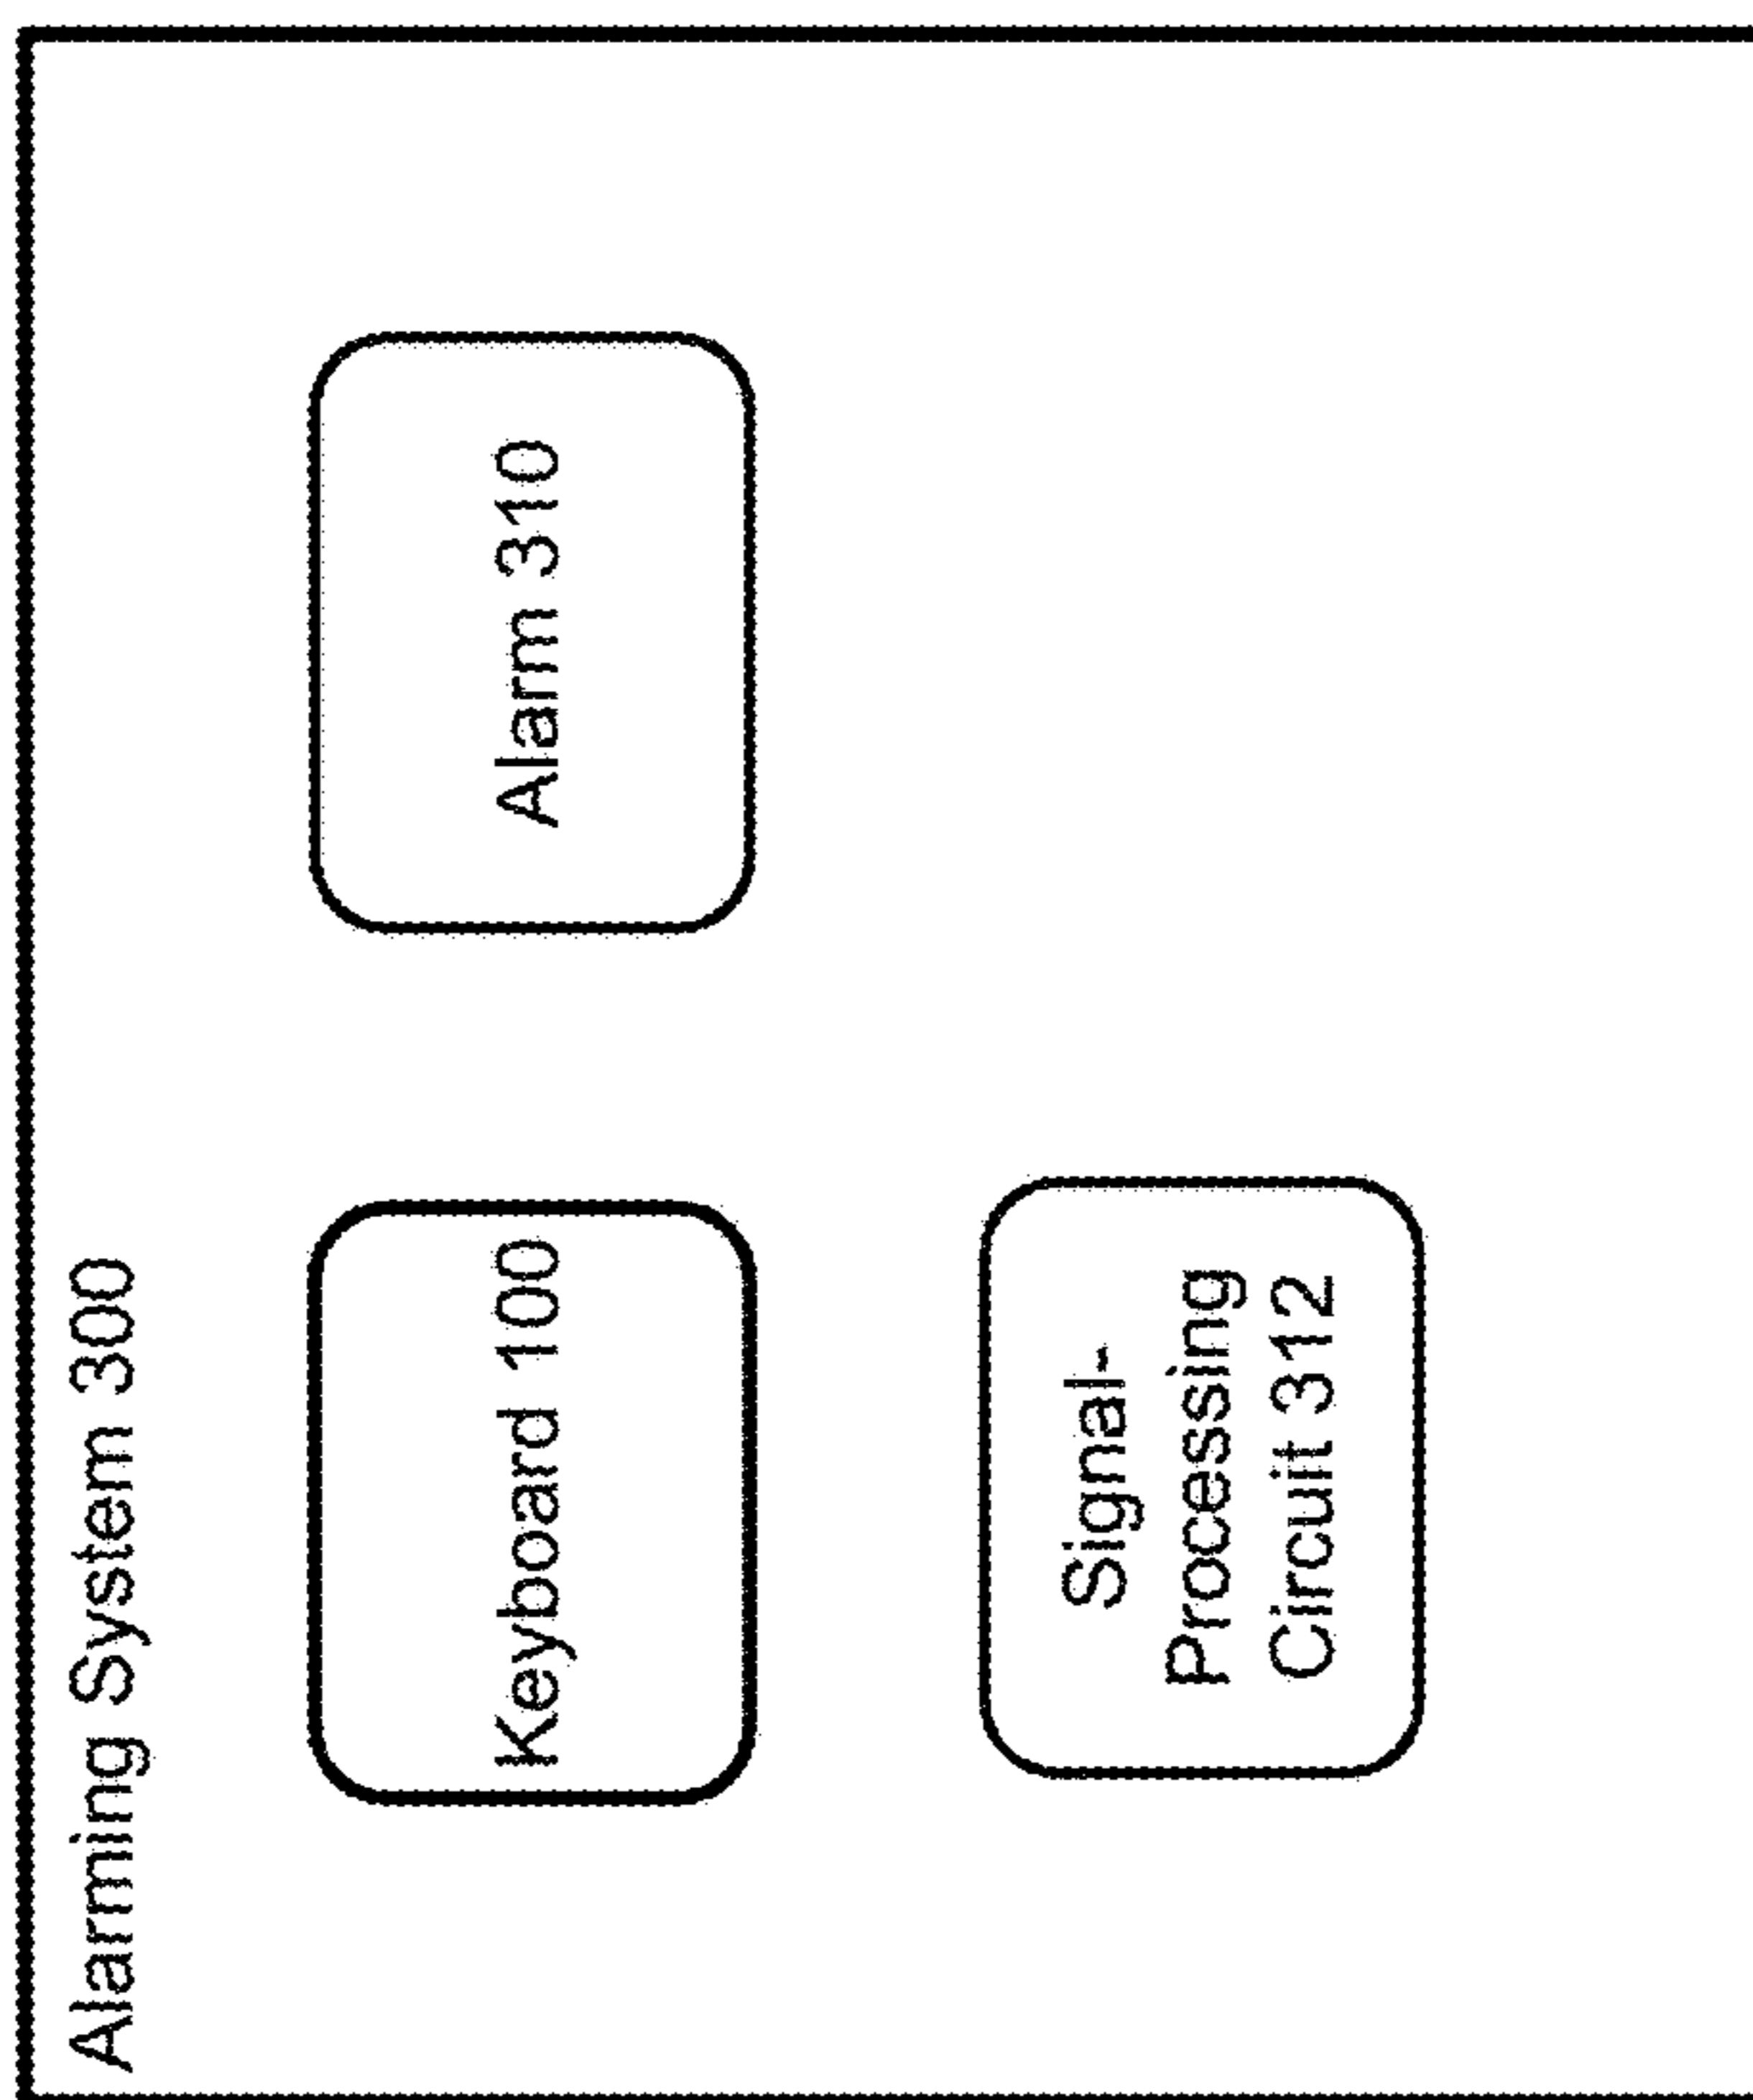 Alarming System 300
Keyboard 100
Alarm 310
Signal-
Processing
Circuit 312